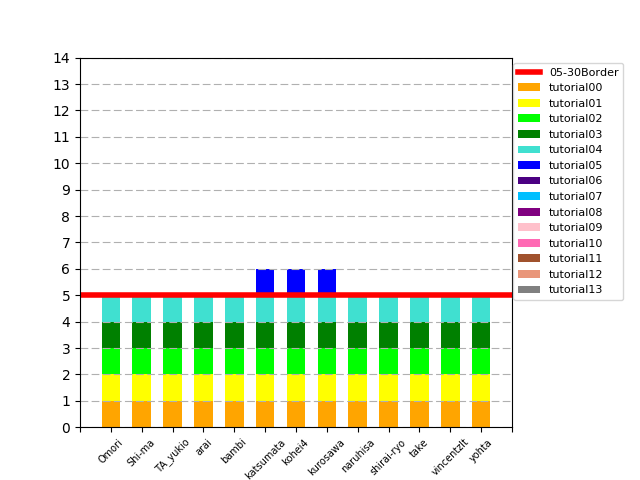 14
13
12
11
10
9
8
7
6
5
4
3
2
1
0
Omori
Shi-ma
TA_yukio
arai
bambi
katsumata
kohei4
kurosawa
naruhisa
shirai-ryo
take
vincentzlt
yohta
05-30Border
tutorial00
tutorial01
tutorial02
tutorial03
tutorial04
tutorial05
tutorial06
tutorial07
tutorial08
tutorial09
tutorial10
tutorial11
tutorial12
tutorial13